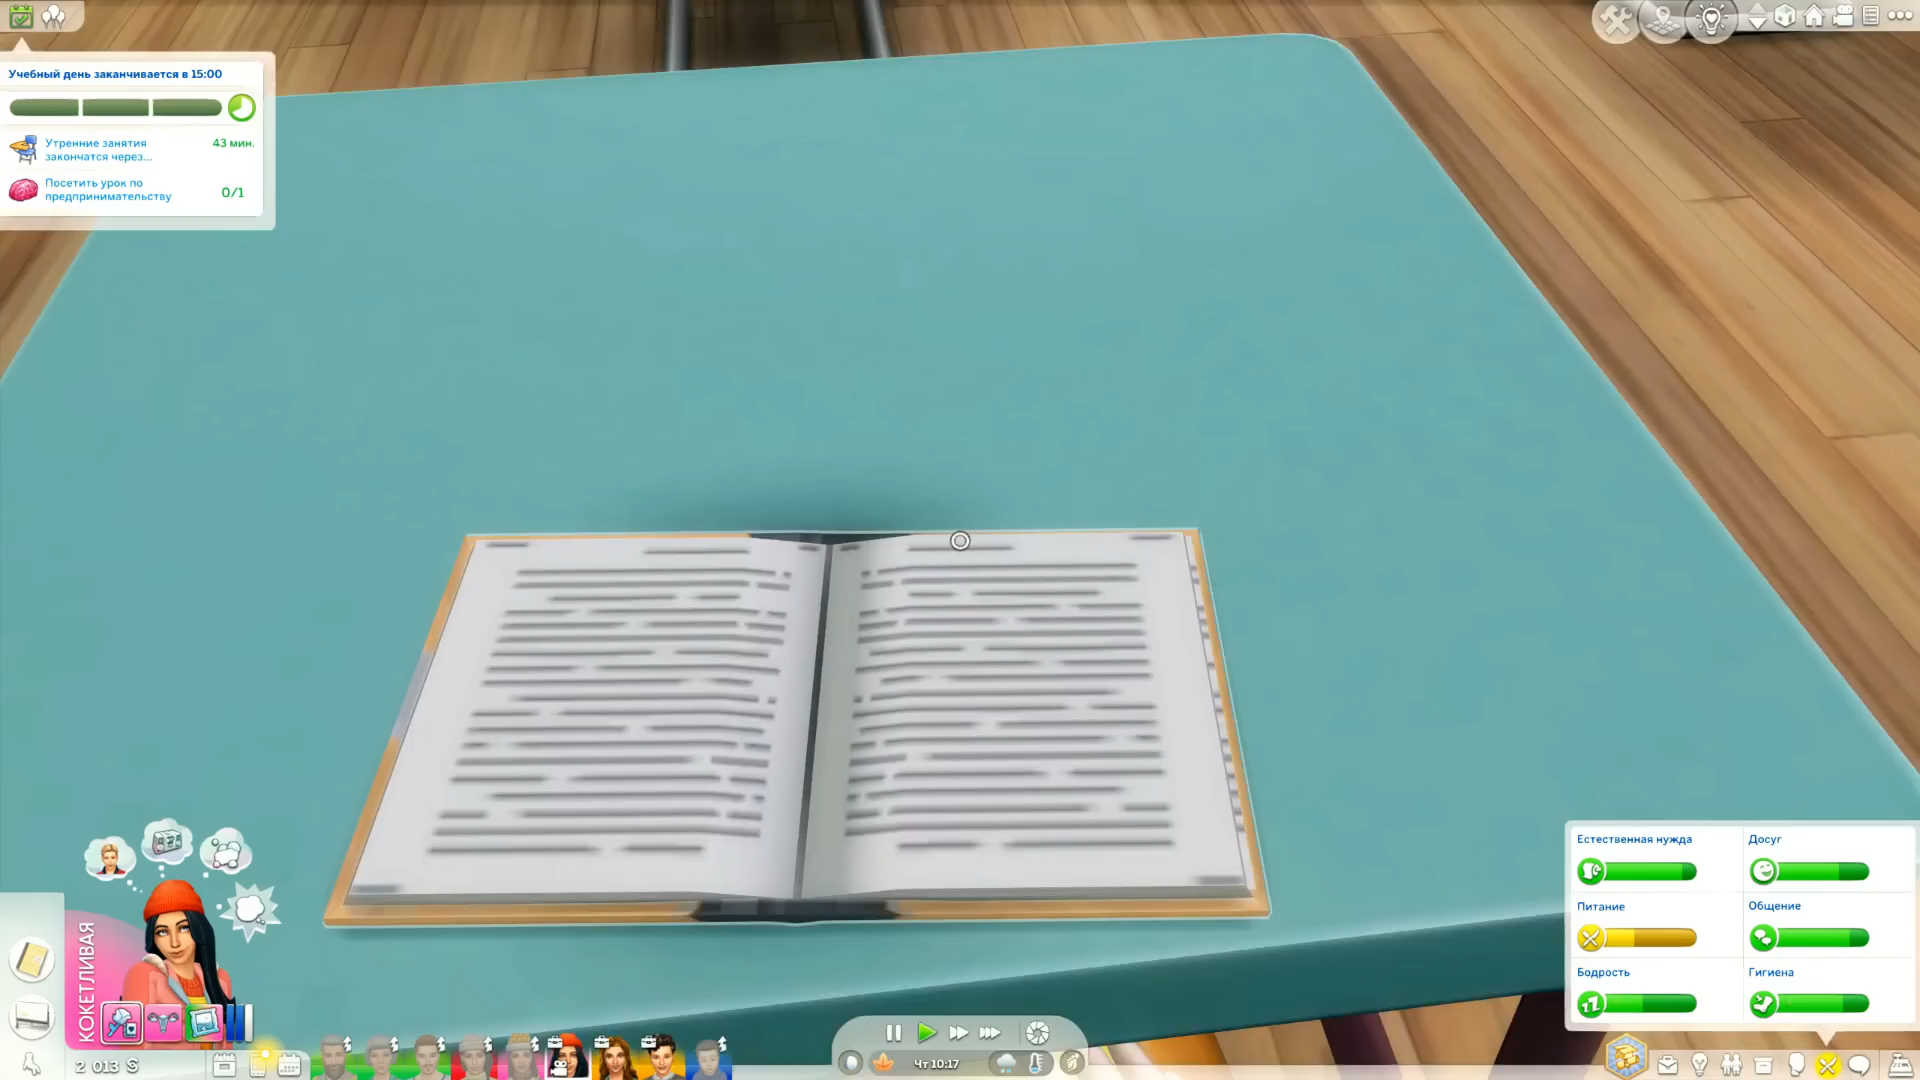 Учебный день заканчивается в 15:00
Утренние занятия
закончатся через...
43 мин.
Посетить урок по
предпринимательству
0/1
Естественная нужда
Досуг
Питание
Общение
Бодрость
Гигиена
КОКЕТЛИВАЯ
2 013
Чт 10:17